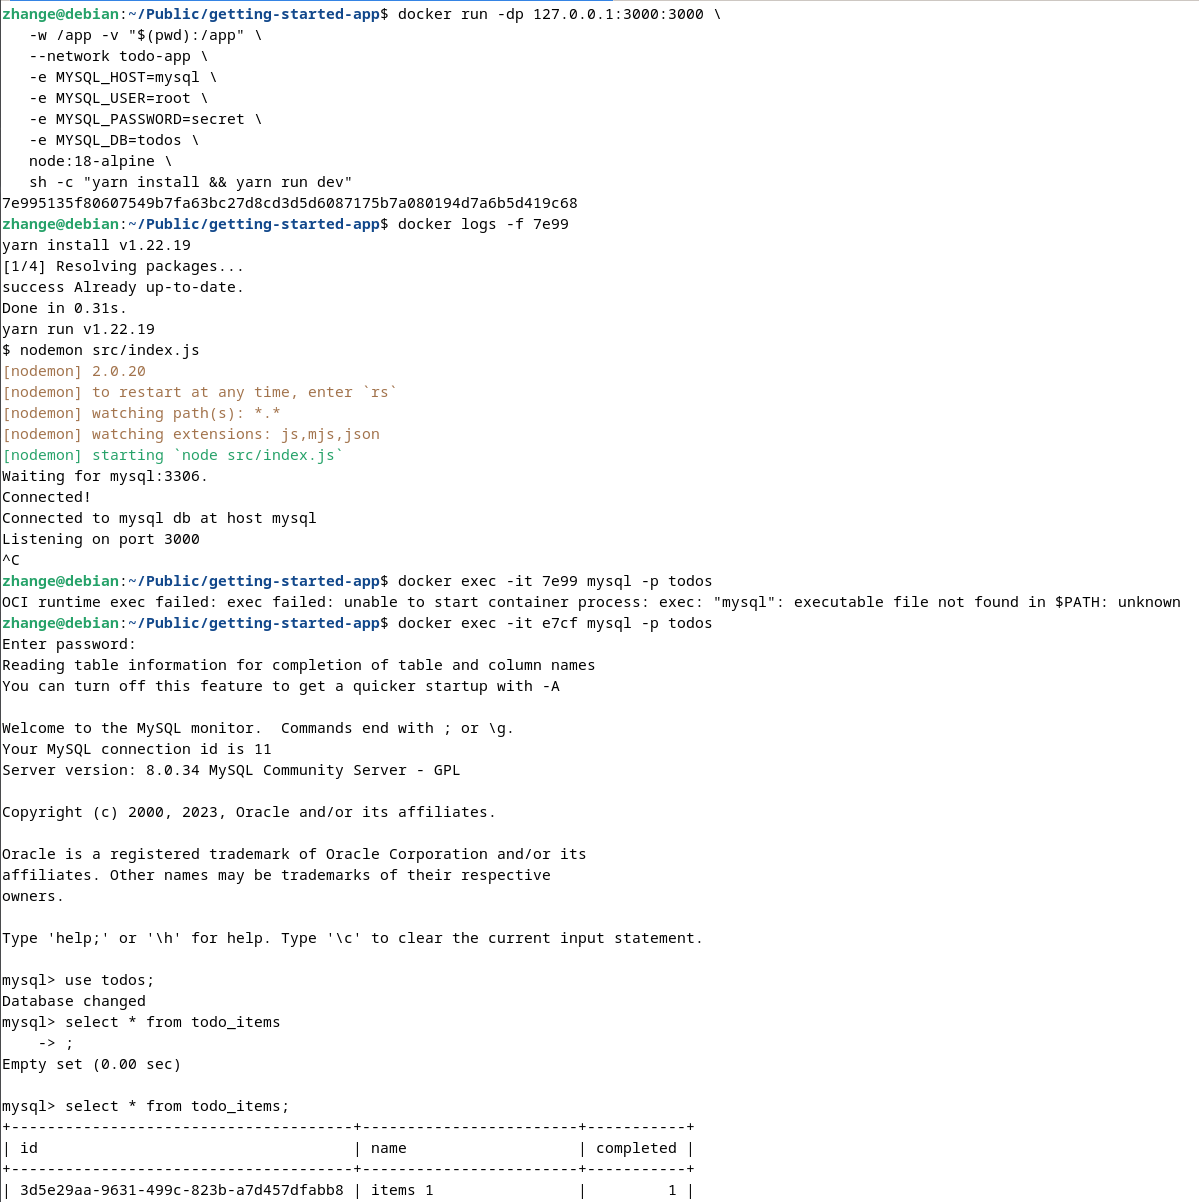 zhange@debian:~/Public/getting-started-app$ docker run -dp 127.0.0.1:3000:3000 \
   -w /app -v "$(pwd):/app" \
   --network todo-app \
   -e MYSQL_HOST=mysql \
   -e MYSQL_USER=root \
   -e MYSQL_PASSWORD=secret \
   -e MYSQL_DB=todos \
   node:18-alpine \
   sh -c "yarn install && yarn run dev"
7e995135f80607549b7fa63bc27d8cd3d5d6087175b7a080194d7a6b5d419c68
zhange@debian:~/Public/getting-started-app$ docker logs -f 7e99
yarn install v1.22.19
[1/4] Resolving packages...
success Already up-to-date.
Done in 0.31s.
yarn run v1.22.19
$ nodemon src/index.js
[nodemon] 2.0.20
[nodemon] to restart at any time, enter `rs`
[nodemon] watching path(s): *.*
[nodemon] watching extensions: js,mjs,json
[nodemon] starting `node src/index.js`
Waiting for mysql:3306.
Connected!
Connected to mysql db at host mysql
Listening on port 3000
^C
zhange@debian:~/Public/getting-started-app$ docker exec -it 7e99 mysql -p todos
OCI runtime exec failed: exec failed: unable to start container process: exec: "mysql": executable file not found in $PATH: unknown
zhange@debian:~/Public/getting-started-app$ docker exec -it e7cf mysql -p todos
Enter password:
Reading table information for completion of table and column names
You can turn off this feature to get a quicker startup with -A

Welcome to the MySQL monitor.  Commands end with ; or \g.
Your MySQL connection id is 11
Server version: 8.0.34 MySQL Community Server - GPL

Copyright (c) 2000, 2023, Oracle and/or its affiliates.

Oracle is a registered trademark of Oracle Corporation and/or its
affiliates. Other names may be trademarks of their respective
owners.

Type 'help;' or '\h' for help. Type '\c' to clear the current input statement.

mysql> use todos;
Database changed
mysql> select * from todo_items
    -> ;
Empty set (0.00 sec)

mysql> select * from todo_items;
+--------------------------------------+------------------------+-----------+
| id                                   | name                   | completed |
+--------------------------------------+------------------------+-----------+
| 3d5e29aa-9631-499c-823b-a7d457dfabb8 | items 1                |         1 |